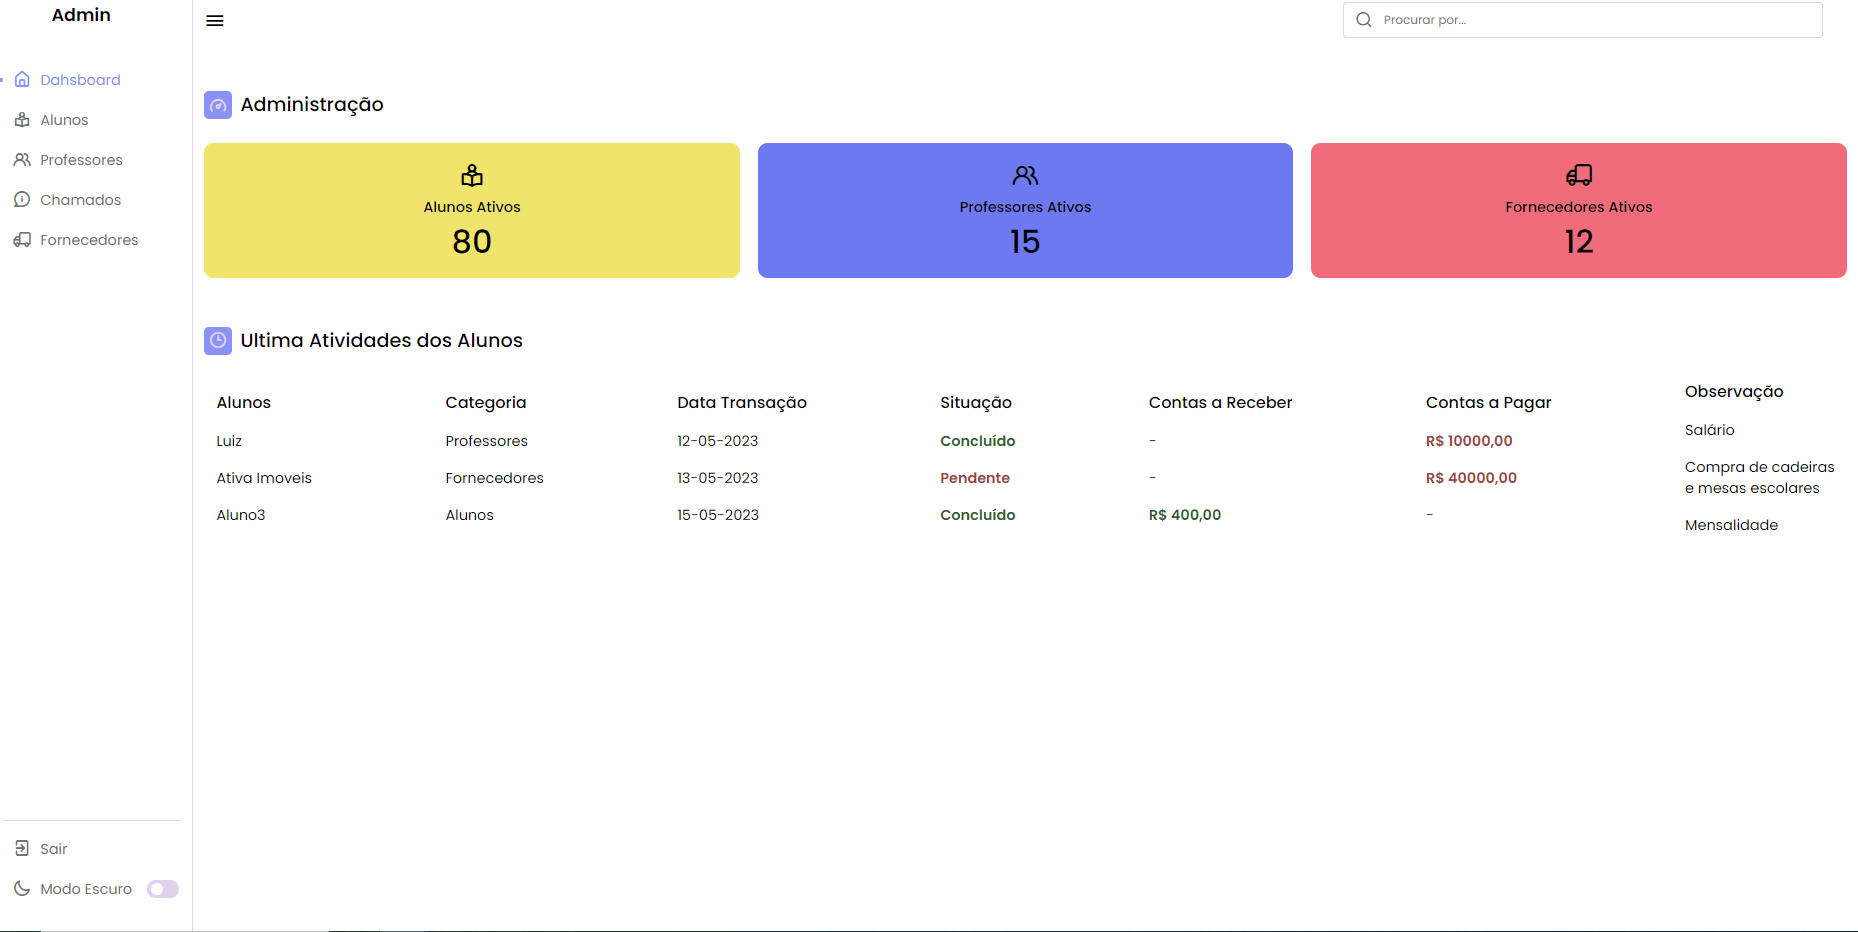 Admin
Procurar por...
Dahsboard
Alunos
Professores
Chamados
Fornecedores
Administração
Alunos Ativos
80
Professores Ativos
15
Fornecedores Ativos
12
Ultima Atividades dos Alunos
Alunos Categoria Data Transação Situação Contas a Receber Contas a Pagar Observação
Luiz Professores 12-05-2023 Concluído - R$ 10000,00 Salário
Ativa Imoveis Fornecedores 13-05-2023 Pendente - R$ 40000,00 Compra de cadeiras
e mesas escolares
Aluno3 Alunos 15-05-2023 Concluído R$ 400,00 - Mensalidade
Sair
Modo Escuro